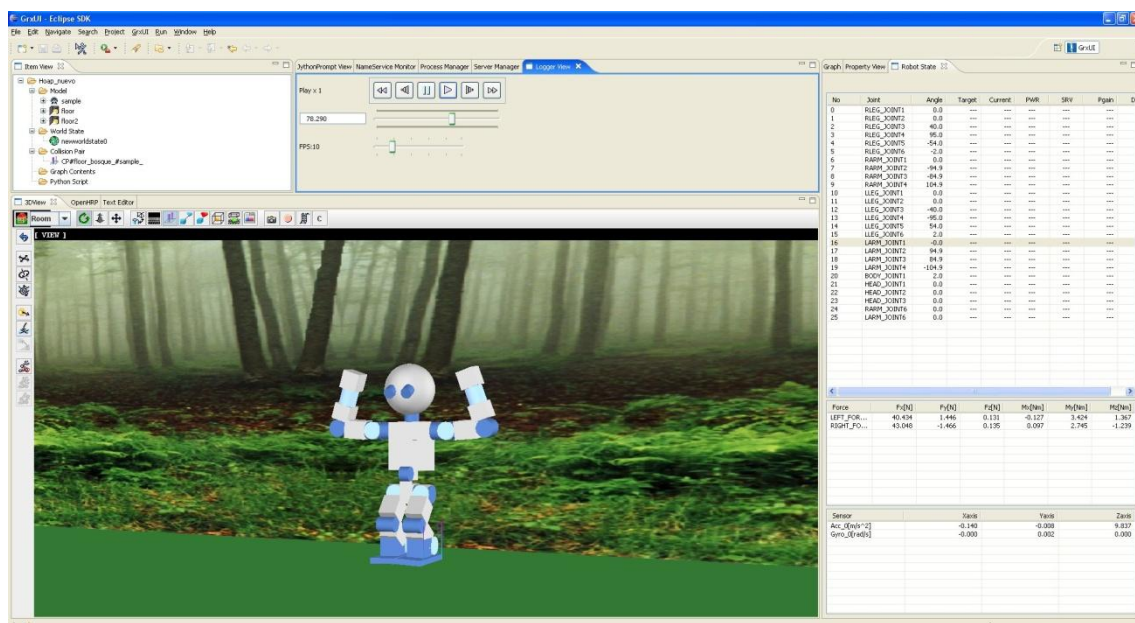 GrxUI - Eclipse SDK
File Edit Navigate Search Project GrxUI Run Window Help
GrxUI
Item View
JythonPrompt View NameService Monitor Process Manager Server Manager Logger View
Graph Property View Robot State
Hoap_nuevo
Model
sample
floor
floor2
World State
newworldstate0
Collision Pair
CP#floor_bosque_#sample_
Graph Contents
Python Script
Play x 1
78.290
FPS:10
3DView OpenHRP Text Editor
Room
C
[ VIEW ]
No Joint Angle Target Current PWR SRV Pgain D
0 RLEG_JOINT1 0.0 --- --- --- --- ---
1 RLEG_JOINT2 0.0 --- --- --- --- ---
2 RLEG_JOINT3 40.0 --- --- --- --- ---
3 RLEG_JOINT4 95.0 --- --- --- --- ---
4 RLEG_JOINT5 -54.0 --- --- --- --- ---
5 RLEG_JOINT6 -2.0 --- --- --- --- ---
6 RARM_JOINT1 0.0 --- --- --- --- ---
7 RARM_JOINT2 -94.9 --- --- --- --- ---
8 RARM_JOINT3 -84.9 --- --- --- --- ---
9 RARM_JOINT4 104.9 --- --- --- --- ---
10 LLEG_JOINT1 0.0 --- --- --- --- ---
11 LLEG_JOINT2 0.0 --- --- --- --- ---
12 LLEG_JOINT3 -40.0 --- --- --- --- ---
13 LLEG_JOINT4 -95.0 --- --- --- --- ---
14 LLEG_JOINT5 54.0 --- --- --- --- ---
15 LLEG_JOINT6 2.0 --- --- --- --- ---
16 LARM_JOINT1 -0.0 --- --- --- --- ---
17 LARM_JOINT2 94.9 --- --- --- --- ---
18 LARM_JOINT3 84.9 --- --- --- --- ---
19 LARM_JOINT4 -104.9 --- --- --- --- ---
20 BODY_JOINT1 2.0 --- --- --- --- ---
21 HEAD_JOINT1 0.0 --- --- --- --- ---
22 HEAD_JOINT2 0.0 --- --- --- --- ---
23 HEAD_JOINT3 0.0 --- --- --- --- ---
24 RARM_JOINT6 0.0 --- --- --- --- ---
25 LARM_JOINT6 0.0 --- --- --- --- ---
Force Fx[N] Fy[N] Fz[N] Mx[Nm] My[Nm] Mz[Nm]
LEFT_FOR... 40.434 1.446 0.131 -0.127 3.424 1.367
RIGHT_FO... 43.048 -1.466 0.135 0.097 2.745 -1.239
Sensor Xaxis Yaxis Zaxis
Acc_0[m/s^2] -0.140 -0.008 9.837
Gyro_0[rad/s] -0.000 0.002 0.000